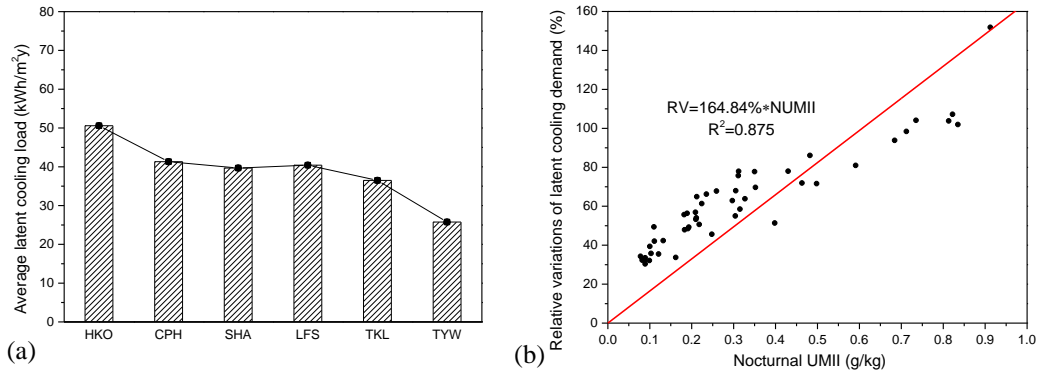 Average latent cooling load (kWh/m²y)
80
70
60
50
40
30
20
10
0
HKO CPH SHA LFS TKL TYW
(a)
Relative variations of latent cooling demand (%)
160
140
120
100
80
60
40
20
0
RV=164.84%*NUMII
R²=0.875
0.0 0.1 0.2 0.3 0.4 0.5 0.6 0.7 0.8 0.9 1.0
Nocturnal UMII (g/kg)
(b)